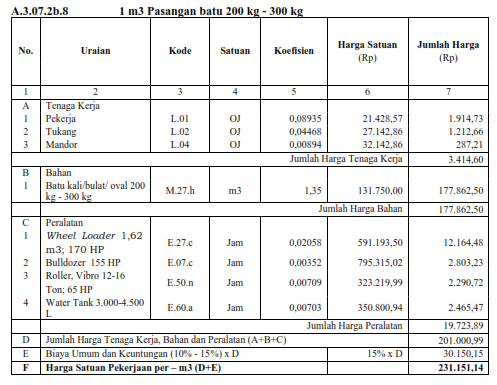 A.3.07.2b.8 1 m3 Pasangan batu 200 kg - 300 kg
No. Uraian Kode Satuan Koefisien Harga Satuan (Rp) Jumlah Harga (Rp)
1 2 3 4 5 6 7
A Tenaga Kerja
1 Pekerja L.01 OJ 0,08935 21.428,57 1.914,73
2 Tukang L.02 OJ 0,04468 27.142,86 1.212,66
3 Mandor L.04 OJ 0,00894 32.142,86 287,21
Jumlah Harga Tenaga Kerja 3.414,60
B Bahan
1 Batu kali/bulat/ oval 200 kg - 300 kg M.27.h m3 1,35 131.750,00 177.862,50
Jumlah Harga Bahan 177.862,50
C Peralatan
1 Wheel Loader 1,62 m3; 170 HP E.27.c Jam 0,02058 591.193,50 12.164,48
2 Bulldozer 155 HP E.07.c Jam 0,00352 795.315,02 2.803,23
3 Roller, Vibro 12-16 Ton; 65 HP E.50.n Jam 0,00709 323.219,99 2.290,72
4 Water Tank 3.000-4.500 L E.60.a Jam 0,00703 350.800,94 2.465,47
Jumlah Harga Peralatan 19.723,89
D Jumlah Harga Tenaga Kerja, Bahan dan Peralatan (A+B+C) 201.000,99
E Biaya Umum dan Keuntungan (10% - 15%) x D 15% x D 30.150,15
F Harga Satuan Pekerjaan per – m3 (D+E) 231.151,14